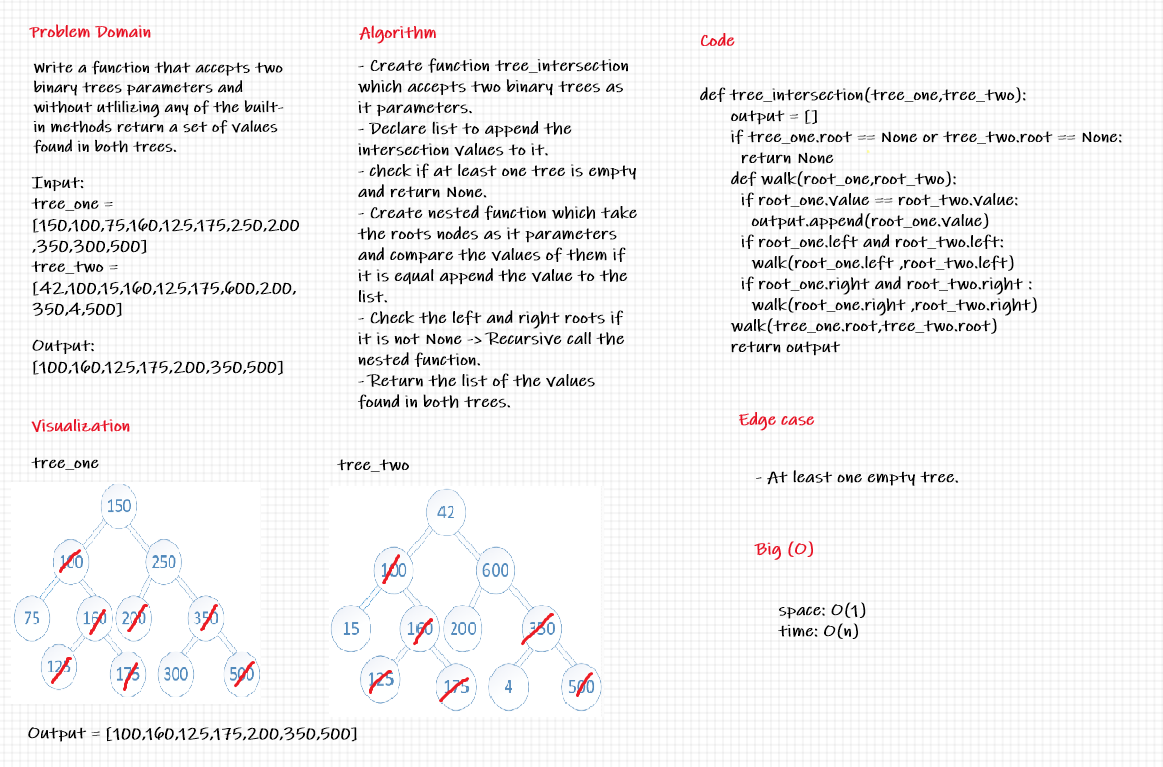 Problem Domain
Write a function that accepts two
binary trees parameters and
without utlilizing any of the built-
in methods return a set of values
found in both trees.
Input:
tree_one =
[150,100,75,160,125,175,250,200
,350,300,500]
tree_two =
[42,100,15,160,125,175,600,200,
350,4,500]
Output:
[100,160,125,175,200,350,500]
Algorithm
- Create function tree_intersection
which accepts two binary trees as
it parameters.
- Declare list to append the
intersection values to it.
- check if at least one tree is empty
and return None.
- Create nested function which take
the roots nodes as it parameters
and compare the values of them if
it is equal append the value to the
list.
- Check the left and right roots if
it is not None -> Recursive call the
nested function.
- Return the list of the values
found in both trees.
Code
def tree_intersection(tree_one,tree_two):
output = []
if tree_one.root == None or tree_two.root == None:
return None
def walk(root_one,root_two):
if root_one.value == root_two.value:
output.append(root_one.value)
if root_one.left and root_two.left:
walk(root_one.left ,root_two.left)
if root_one.right and root_two.right :
walk(root_one.right ,root_two.right)
walk(tree_one.root,tree_two.root)
return output
Visualization
tree_one
150
100 250
75 160 200 350
125 175 300 500
tree_two
42
100 600
15 160 200 350
125 175 4 500
Output = [100,160,125,175,200,350,500]
Edge case
- At least one empty tree.
Big (O)
space: O(1)
time: O(n)